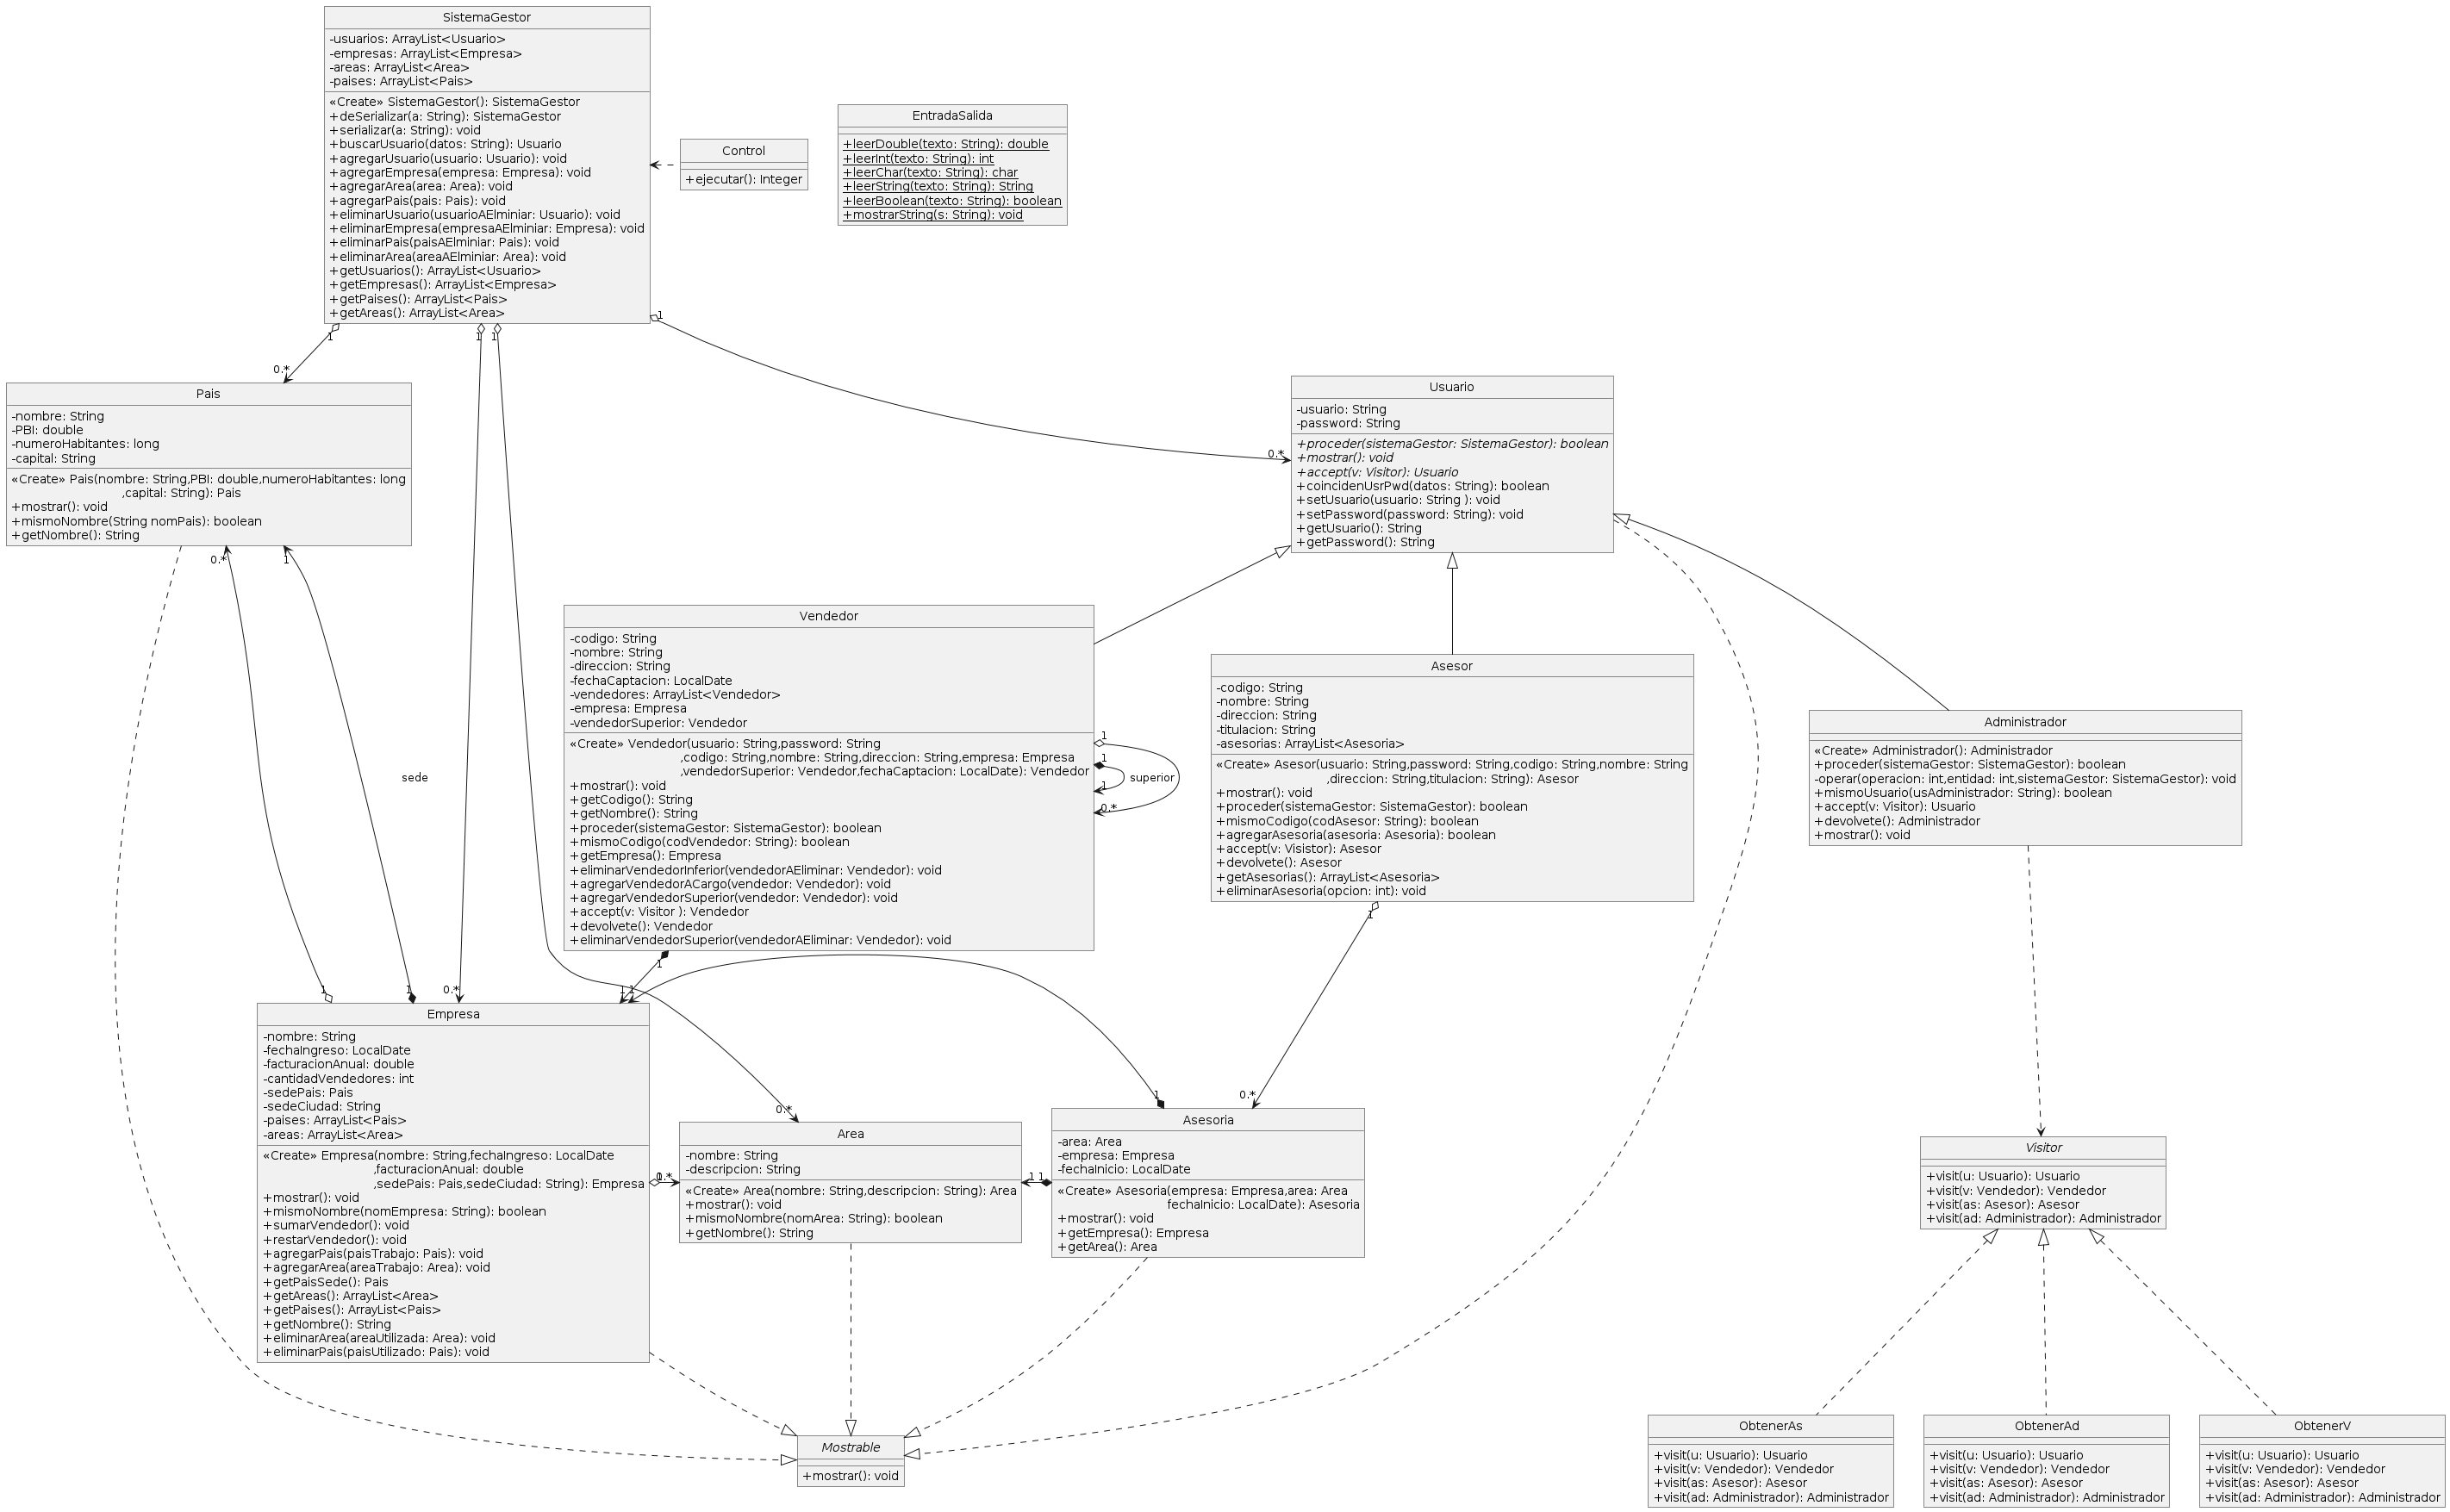 SistemaGestor
-usuarios: ArrayList<Usuario>
-empresas: ArrayList<Empresa>
-areas: ArrayList<Area>
-paises: ArrayList<Pais>
«Create» SistemaGestor(): SistemaGestor
+deSerializar(a: String): SistemaGestor
+serializar(a: String): void
+buscarUsuario(datos: String): Usuario
+agregarUsuario(usuario: Usuario): void
+agregarEmpresa(empresa: Empresa): void
+agregarArea(area: Area): void
+agregarPais(pais: Pais): void
+eliminarUsuario(usuarioAElminiar: Usuario): void
+eliminarEmpresa(empresaAElminiar: Empresa): void
+eliminarPais(paisAElminiar: Pais): void
+eliminarArea(areaAElminiar: Area): void
+getUsuarios(): ArrayList<Usuario>
+getEmpresas(): ArrayList<Empresa>
+getPaises(): ArrayList<Pais>
+getAreas(): ArrayList<Area>
Control
+ejecutar(): Integer
EntradaSalida
+leerDouble(texto: String): double
+leerInt(texto: String): int
+leerChar(texto: String): char
+leerString(texto: String): String
+leerBoolean(texto: String): boolean
+mostrarString(s: String): void
1
1
1
1
0.*
0.*
Pais
-nombre: String
-PBI: double
-numeroHabitantes: long
-capital: String
«Create» Pais(nombre: String,PBI: double,numeroHabitantes: long
,capital: String): Pais
+mostrar(): void
+mismoNombre(String nomPais): boolean
+getNombre(): String
Usuario
-usuario: String
-password: String
+proceder(sistemaGestor: SistemaGestor): boolean
+mostrar(): void
+accept(v: Visitor): Usuario
+coincidenUsrPwd(datos: String): boolean
+setUsuario(usuario: String ): void
+setPassword(password: String): void
+getUsuario(): String
+getPassword(): String
0.*
1
sede
Vendedor
-codigo: String
-nombre: String
-direccion: String
-fechaCaptacion: LocalDate
-vendedores: ArrayList<Vendedor>
-empresa: Empresa
-vendedorSuperior: Vendedor
«Create» Vendedor(usuario: String,password: String
,codigo: String,nombre: String,direccion: String,empresa: Empresa
,vendedorSuperior: Vendedor,fechaCaptacion: LocalDate): Vendedor
+mostrar(): void
+getCodigo(): String
+getNombre(): String
+proceder(sistemaGestor: SistemaGestor): boolean
+mismoCodigo(codVendedor: String): boolean
+getEmpresa(): Empresa
+eliminarVendedorInferior(vendedorAEliminar: Vendedor): void
+agregarVendedorACargo(vendedor: Vendedor): void
+agregarVendedorSuperior(vendedor: Vendedor): void
+accept(v: Visitor ): Vendedor
+devolvete(): Vendedor
+eliminarVendedorSuperior(vendedorAEliminar: Vendedor): void
1
1
superior
1
0.*
Asesor
-codigo: String
-nombre: String
-direccion: String
-titulacion: String
-asesorias: ArrayList<Asesoria>
«Create» Asesor(usuario: String,password: String,codigo: String,nombre: String
,direccion: String,titulacion: String): Asesor
+mostrar(): void
+proceder(sistemaGestor: SistemaGestor): boolean
+mismoCodigo(codAsesor: String): boolean
+agregarAsesoria(asesoria: Asesoria): boolean
+accept(v: Visistor): Asesor
+devolvete(): Asesor
+getAsesorias(): ArrayList<Asesoria>
+eliminarAsesoria(opcion: int): void
Administrador
«Create» Administrador(): Administrador
+proceder(sistemaGestor: SistemaGestor): boolean
-operar(operacion: int,entidad: int,sistemaGestor: SistemaGestor): void
+mismoUsuario(usAdministrador: String): boolean
+accept(v: Visitor): Usuario
+devolvete(): Administrador
+mostrar(): void
1
1
1
1
0.*
1
1
Empresa
-nombre: String
-fechaIngreso: LocalDate
-facturacionAnual: double
-cantidadVendedores: int
-sedePais: Pais
-sedeCiudad: String
-paises: ArrayList<Pais>
-areas: ArrayList<Area>
«Create» Empresa(nombre: String,fechaIngreso: LocalDate
,facturacionAnual: double
,sedePais: Pais,sedeCiudad: String): Empresa
+mostrar(): void
+mismoNombre(nomEmpresa: String): boolean
+sumarVendedor(): void
+restarVendedor(): void
+agregarPais(paisTrabajo: Pais): void
+agregarArea(areaTrabajo: Area): void
+getPaisSede(): Pais
+getAreas(): ArrayList<Area>
+getPaises(): ArrayList<Pais>
+getNombre(): String
+eliminarArea(areaUtilizada: Area): void
+eliminarPais(paisUtilizado: Pais): void
1
0.*
0.*
Area
-nombre: String
-descripcion: String
«Create» Area(nombre: String,descripcion: String): Area
+mostrar(): void
+mismoNombre(nomArea: String): boolean
+getNombre(): String
1
1
1
0.*
Asesoria
-area: Area
-empresa: Empresa
-fechaInicio: LocalDate
«Create» Asesoria(empresa: Empresa,area: Area
fechaInicio: LocalDate): Asesoria
+mostrar(): void
+getEmpresa(): Empresa
+getArea(): Area
Visitor
+visit(u: Usuario): Usuario
+visit(v: Vendedor): Vendedor
+visit(as: Asesor): Asesor
+visit(ad: Administrador): Administrador
Mostrable
+mostrar(): void
ObtenerAs
+visit(u: Usuario): Usuario
+visit(v: Vendedor): Vendedor
+visit(as: Asesor): Asesor
+visit(ad: Administrador): Administrador
ObtenerAd
+visit(u: Usuario): Usuario
+visit(v: Vendedor): Vendedor
+visit(as: Asesor): Asesor
+visit(ad: Administrador): Administrador
ObtenerV
+visit(u: Usuario): Usuario
+visit(v: Vendedor): Vendedor
+visit(as: Asesor): Asesor
+visit(ad: Administrador): Administrador